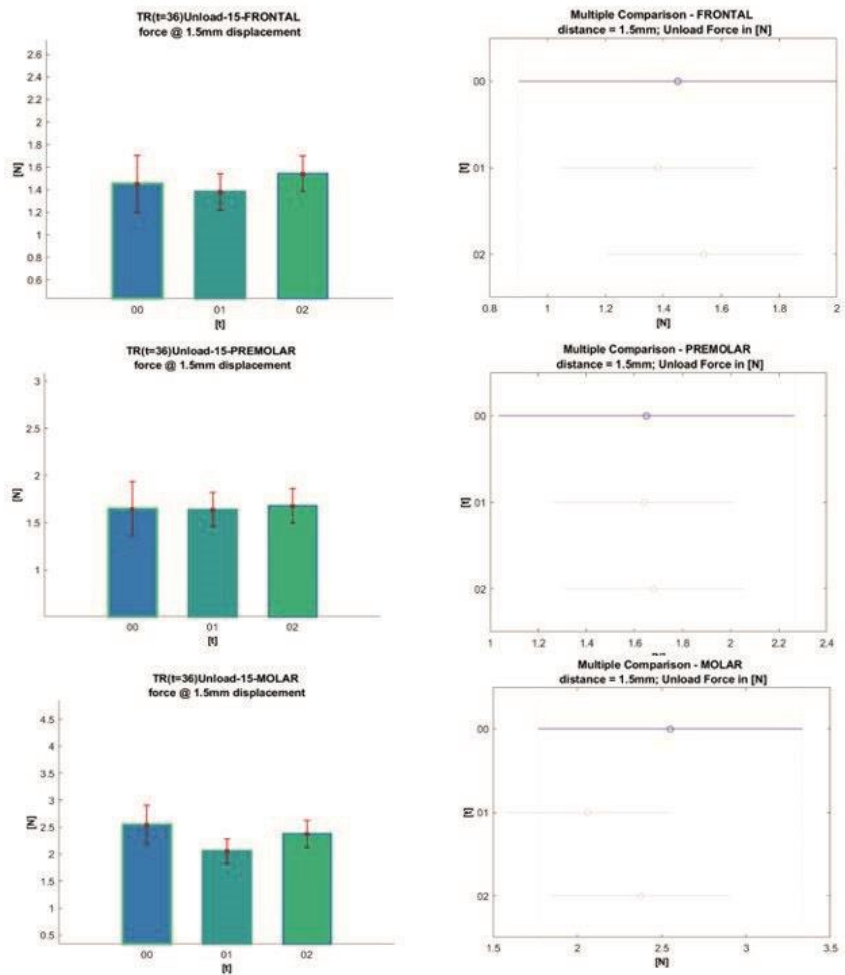 TR(t=36)Unload-15-FRONTAL
force @ 1.5mm displacement
[N]
2.6
2.4
2.2
2
1.8
1.6
1.4
1.2
1
0.8
0.6
00 01 02
[t]
Multiple Comparison - FRONTAL
distance = 1.5mm; Unload Force in [N]
[t]
00
01
02
0.8 1 1.2 1.4 1.6 1.8 2
[N]
TR(t=36)Unload-15-PREMOLAR
force @ 1.5mm displacement
[N]
3
2.5
2
1.5
1
00 01 02
[t]
Multiple Comparison - PREMOLAR
distance = 1.5mm; Unload Force in [N]
[t]
00
01
02
1 1.2 1.4 1.6 1.8 2 2.2 2.4
TR(t=36)Unload-15-MOLAR
force @ 1.5mm displacement
[N]
4.5
4
3.5
3
2.5
2
1.5
1
0.5
00 01 02
[t]
Multiple Comparison - MOLAR
distance = 1.5mm; Unload Force in [N]
[t]
00
01
02
1.5 2 2.5 3 3.5
[N]